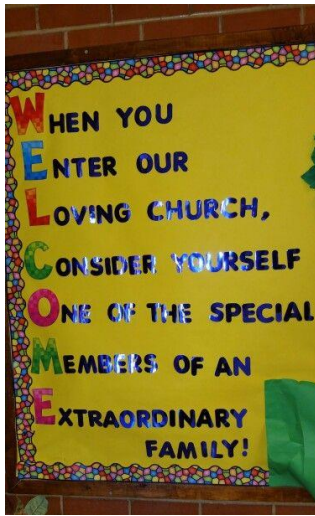 WHEN YOU
ENTER OUR
LOVING CHURCH,
CONSIDER YOURSELF
ONE OF THE SPECIAL
MEMBERS OF AN
EXTRAORDINARY
FAMILY!